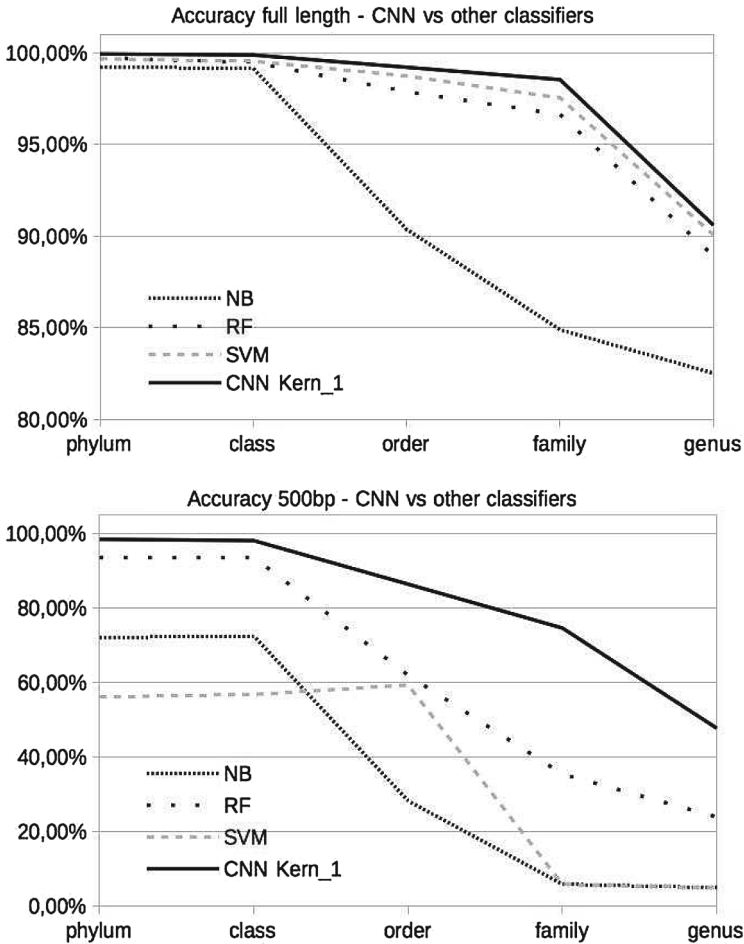 Accuracy full length - CNN vs other classifiers
100,00%
95,00%
90,00%
85,00%
80,00%
NB
RF
SVM
CNN Kern_1
phylum class order family genus
Accuracy 500bp - CNN vs other classifiers
100,00%
80,00%
60,00%
40,00%
20,00%
0,00%
NB
RF
SVM
CNN Kern_1
phylum class order family genus